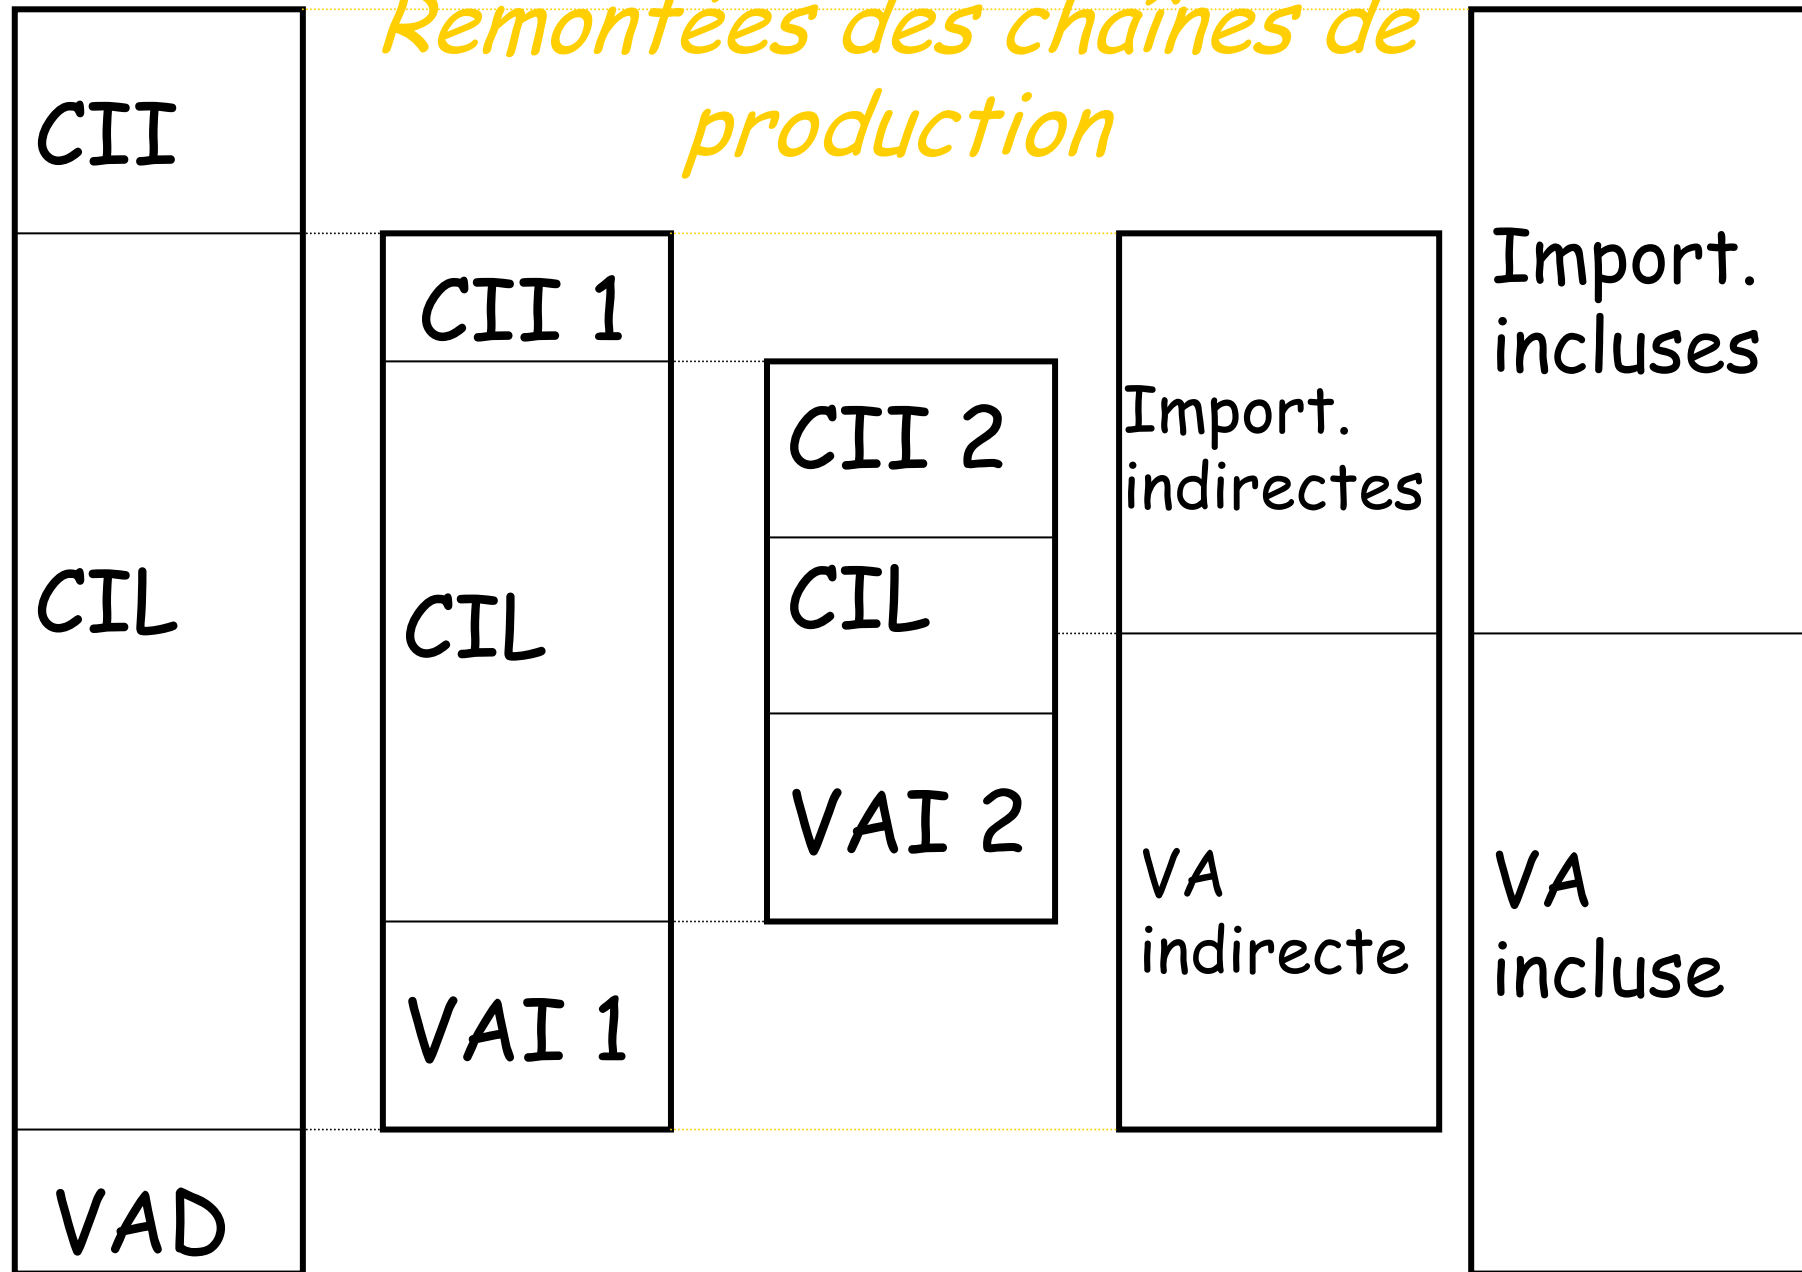 Remontées des chaînes de
production
CII
CIL
VAD
CII 1
CIL
VAI 1
CII 2
CIL
VAI 2
Import.
indirectes
VA
indirecte
Import.
incluses
VA
incluse